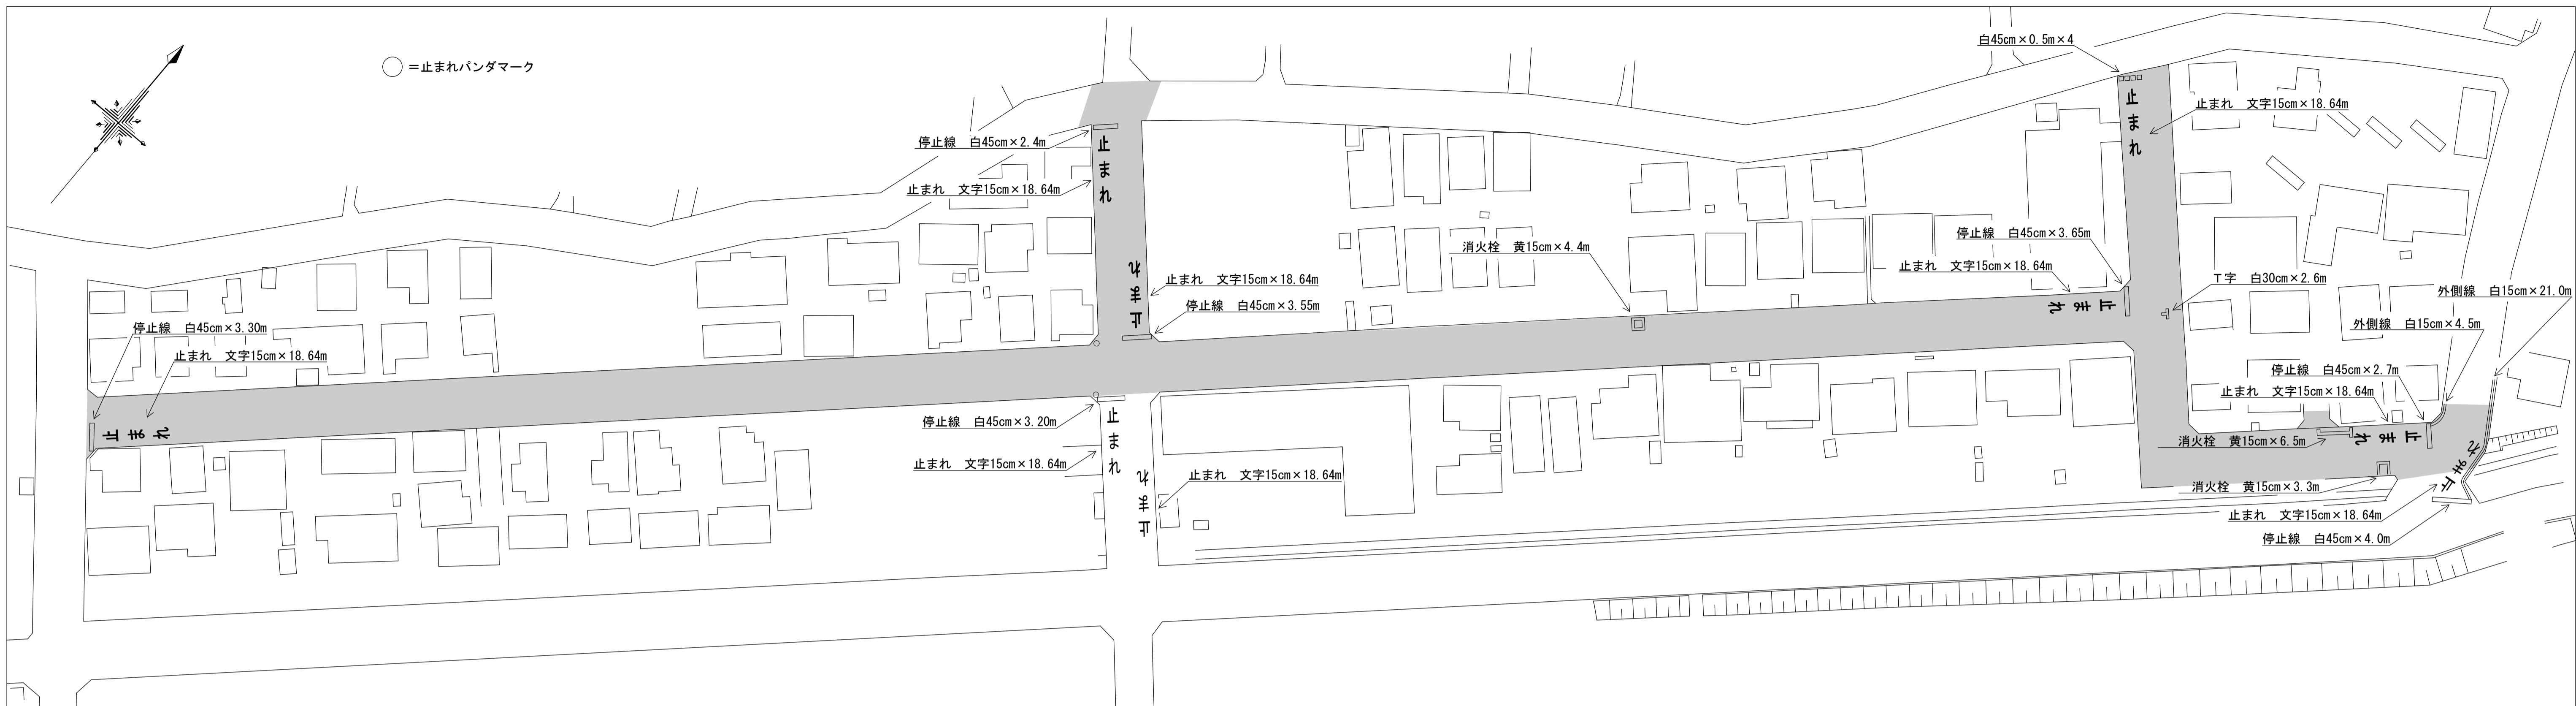 ＝止まれパンダマーク
白45cm×0.5m×4
止まれ
止まれ　文字15cm×18.64m
停止線　白45cm×2.4m
止まれ
止まれ　文字15cm×18.64m
停止線　白45cm×3.65m
消火栓　黄15cm×4.4m
止まれ　文字15cm×18.64m
止まれ
止まれ
止まれ　文字15cm×18.64m
停止線　白45cm×3.55m
T字　白30cm×2.6m
外側線　白15cm×21.0m
外側線　白15cm×4.5m
停止線　白45cm×3.30m
止まれ　文字15cm×18.64m
止まれ
停止線　白45cm×2.7m
止まれ　文字15cm×18.64m
止まれ
消火栓　黄15cm×6.5m
停止線　白45cm×3.20m
止まれ
止まれ　文字15cm×18.64m
止まれ
止まれ　文字15cm×18.64m
止まれ
消火栓　黄15cm×3.3m
止まれ　文字15cm×18.64m
停止線　白45cm×4.0m